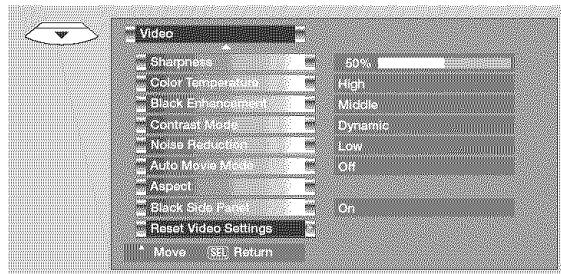 Video
Sharpness 50%
Color Temperature High
Black Enhancement Middle
Contrast Mode Dynamic
Noise Reduction Low
Auto Movie Mode Off
Aspect
Black Side Panel On
Reset Video Settings
Move SEL Return